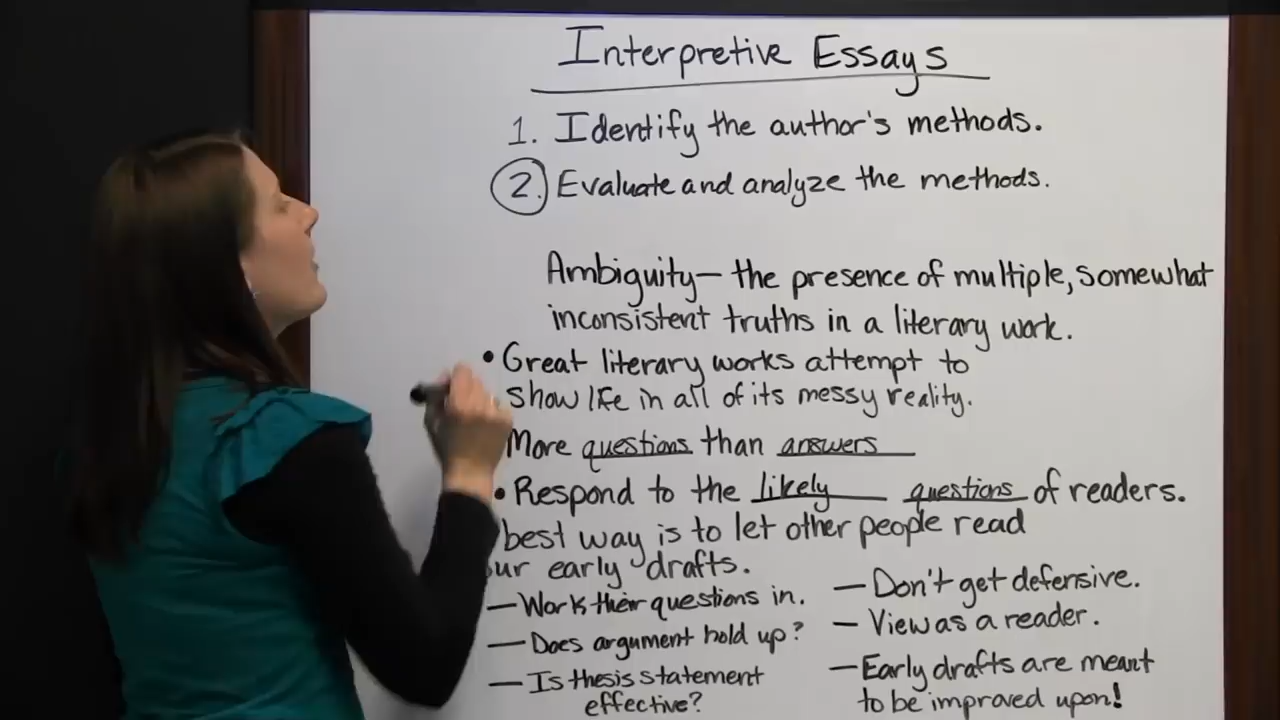 Interpretive Essays
1. Identify the author's methods.
2. Evaluate and analyze the methods.
Ambiguity— the presence of multiple, somewhat
inconsistent truths in a literary work.
• Great literary works attempt to
show life in all of its messy reality.
More questions than answers
• Respond to the likely questions of readers.
best way is to let other people read
ur early drafts.
— Work their questions in.
— Does argument hold up?
— Is thesis statement
effective?
— Don't get defensive.
— View as a reader.
— Early drafts are meant
to be improved upon!